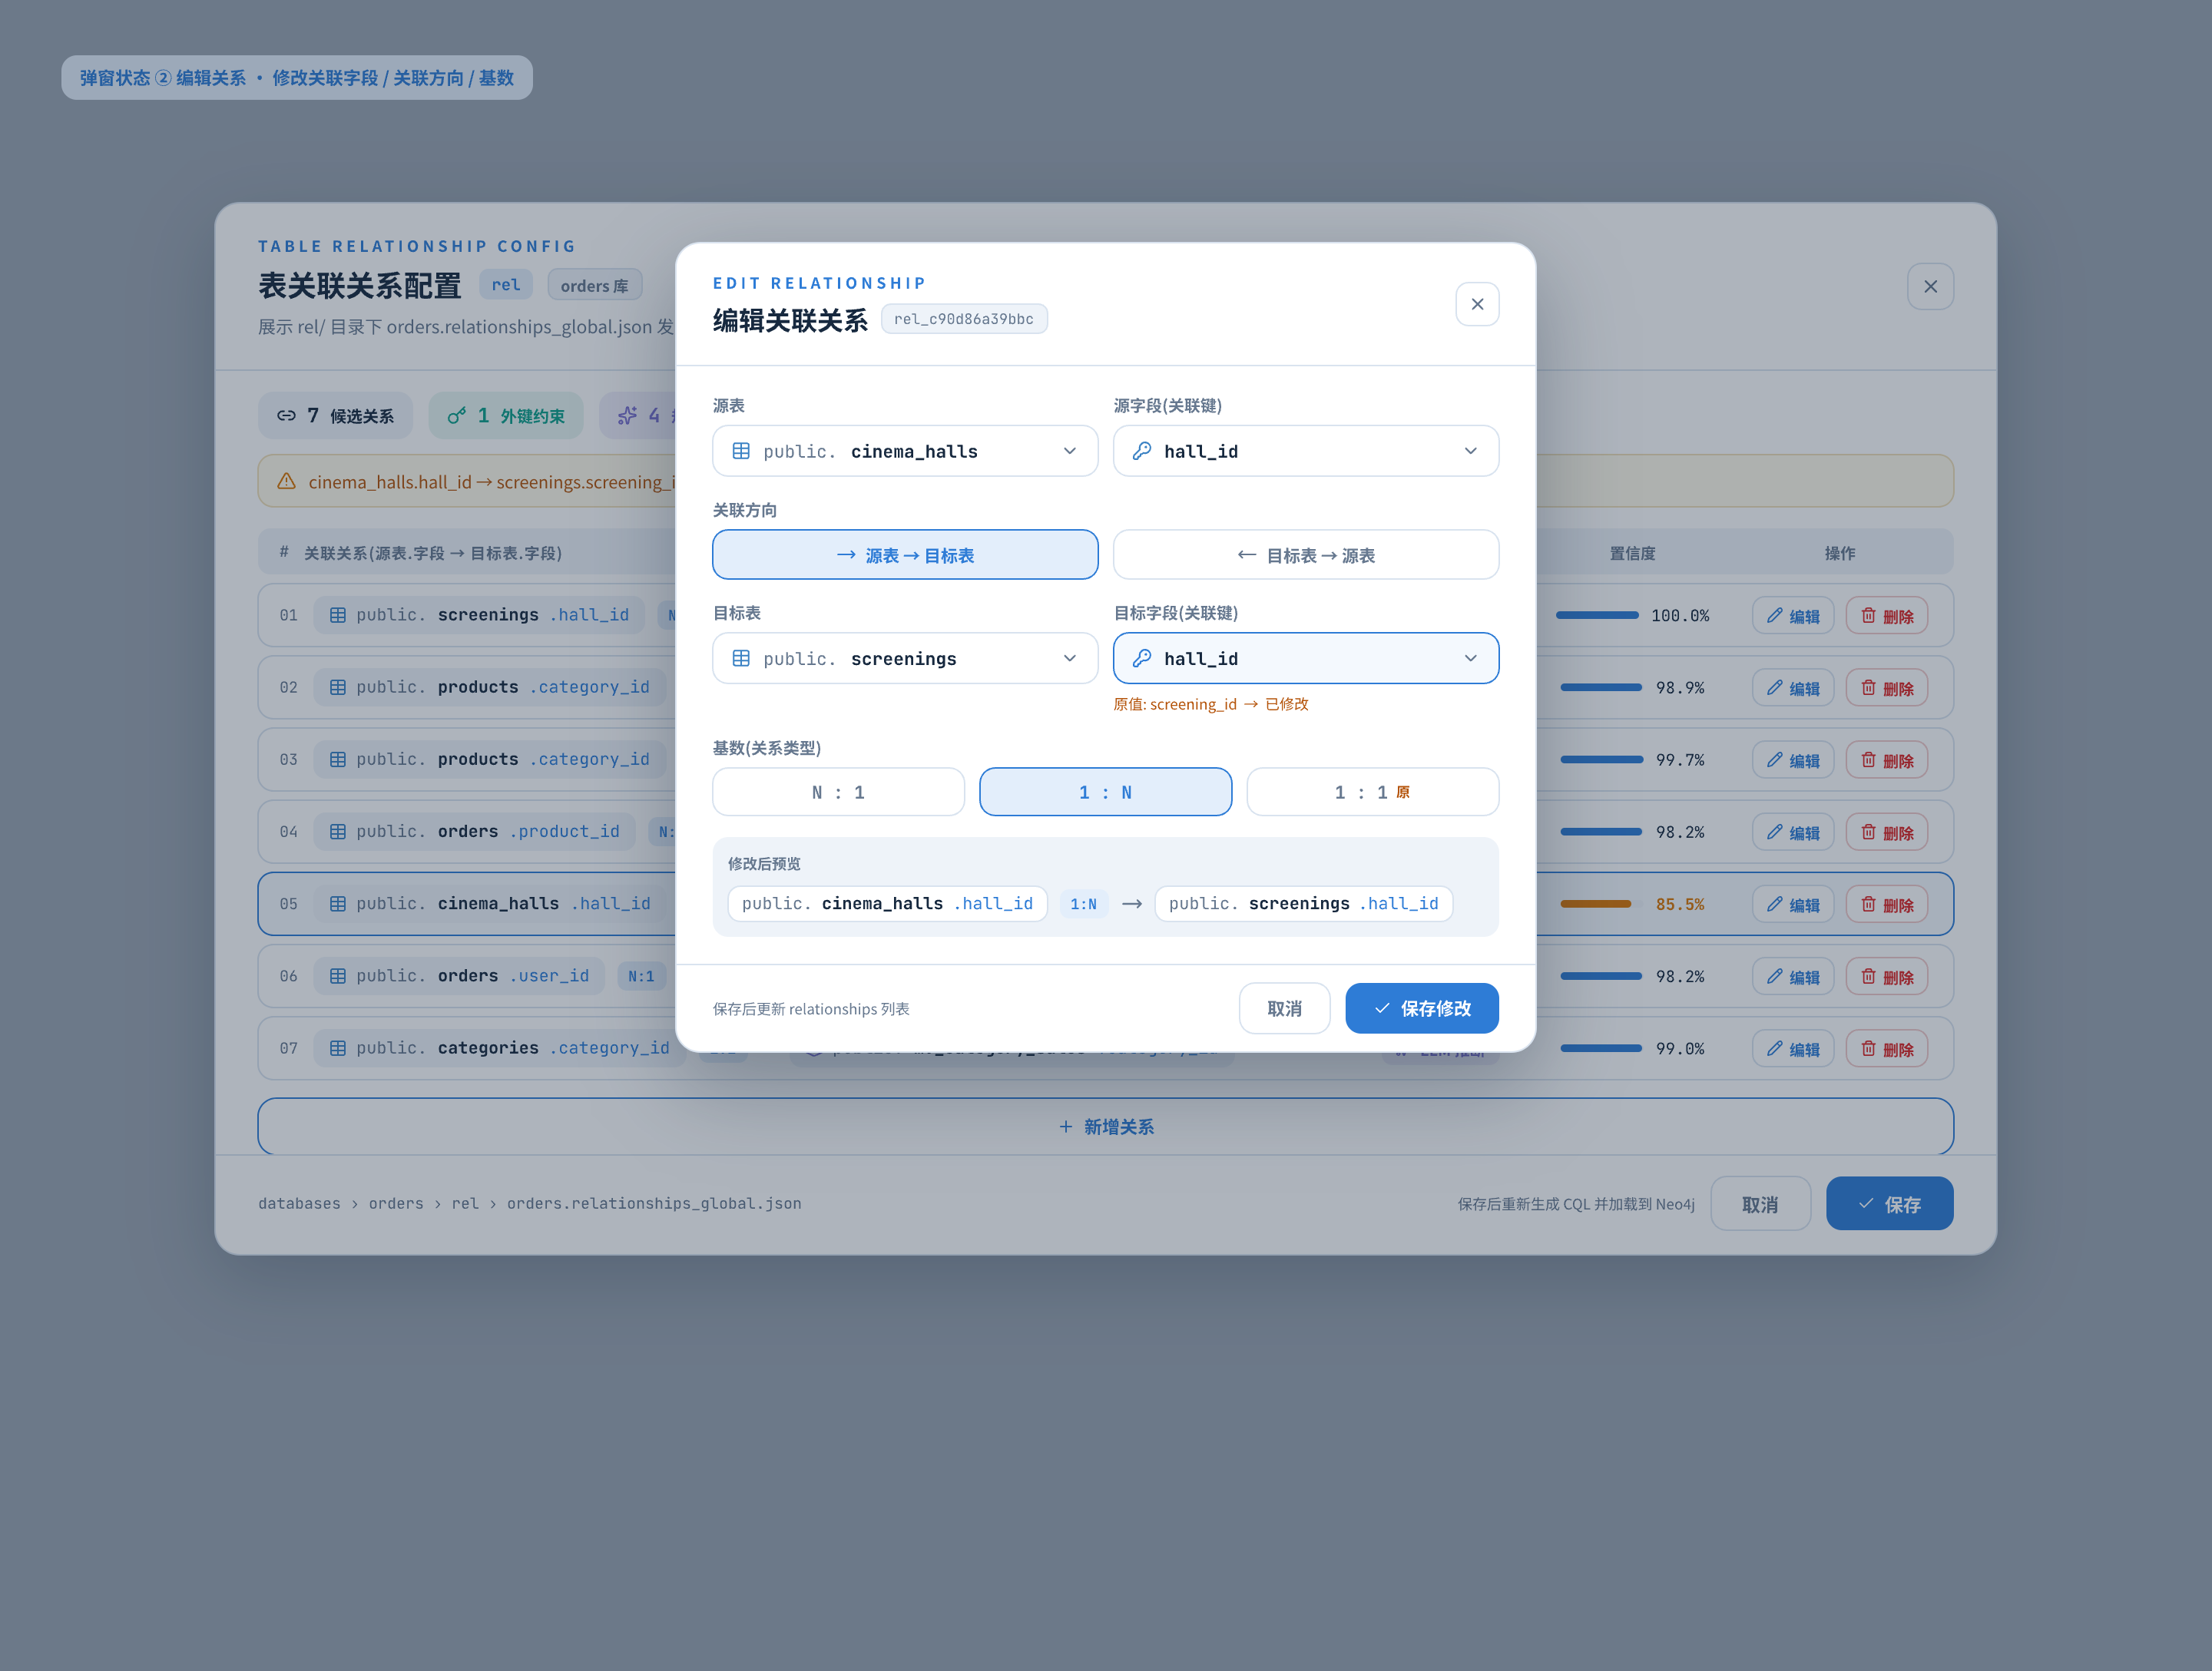 弹窗状态 ② 编辑关系 · 修改关联字段 / 关联方向 / 基数
TABLE RELATIONSHIP CONFIG
表关联关系配置 rel orders 库
展示 rel/ 目录下 orders.relationships_global.json 发
7 候选关系 1 外键约束 4
cinema_halls.hall_id → screenings.screening_i
# 关联关系(源表.字段 → 目标表.字段) 置信度 操作
01 public. screenings .hall_id 100.0% 编辑 删除
02 public. products .category_id 98.9% 编辑 删除
03 public. products .category_id 99.7% 编辑 删除
04 public. orders .product_id N: 98.2% 编辑 删除
05 public. cinema_halls .hall_id 85.5% 编辑 删除
06 public. orders .user_id N:1 98.2% 编辑 删除
07 public. categories .category_id 99.0% 编辑 删除
+ 新增关系
databases › orders › rel › orders.relationships_global.json
保存后重新生成 CQL 并加载到 Neo4j 取消 保存
EDIT RELATIONSHIP
编辑关联关系 rel_c90d86a39bbc
源表 源字段(关联键)
public. cinema_halls hall_id
关联方向
→ 源表 → 目标表 ← 目标表 → 源表
目标表 目标字段(关联键)
public. screenings hall_id
原值: screening_id → 已修改
基数(关系类型)
N : 1 1 : N 1 : 1 原
修改后预览
public. cinema_halls .hall_id 1:N → public. screenings .hall_id
保存后更新 relationships 列表 取消 保存修改